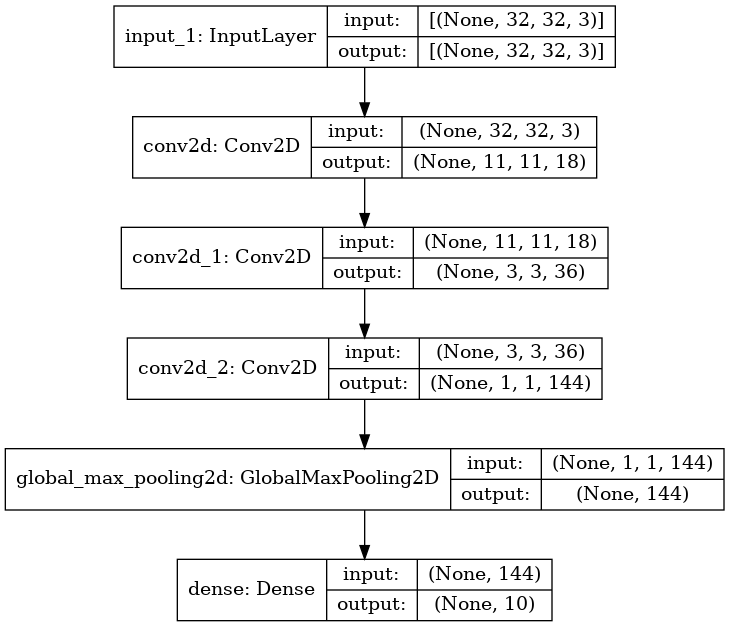 input_1: InputLayer
input:
[(None, 32, 32, 3)]
output:
[(None, 32, 32, 3)]
conv2d: Conv2D
input:
(None, 32, 32, 3)
output:
(None, 11, 11, 18)
conv2d_1: Conv2D
input:
(None, 11, 11, 18)
output:
(None, 3, 3, 36)
conv2d_2: Conv2D
input:
(None, 3, 3, 36)
output:
(None, 1, 1, 144)
global_max_pooling2d: GlobalMaxPooling2D
input:
(None, 1, 1, 144)
output:
(None, 144)
dense: Dense
input:
(None, 144)
output:
(None, 10)